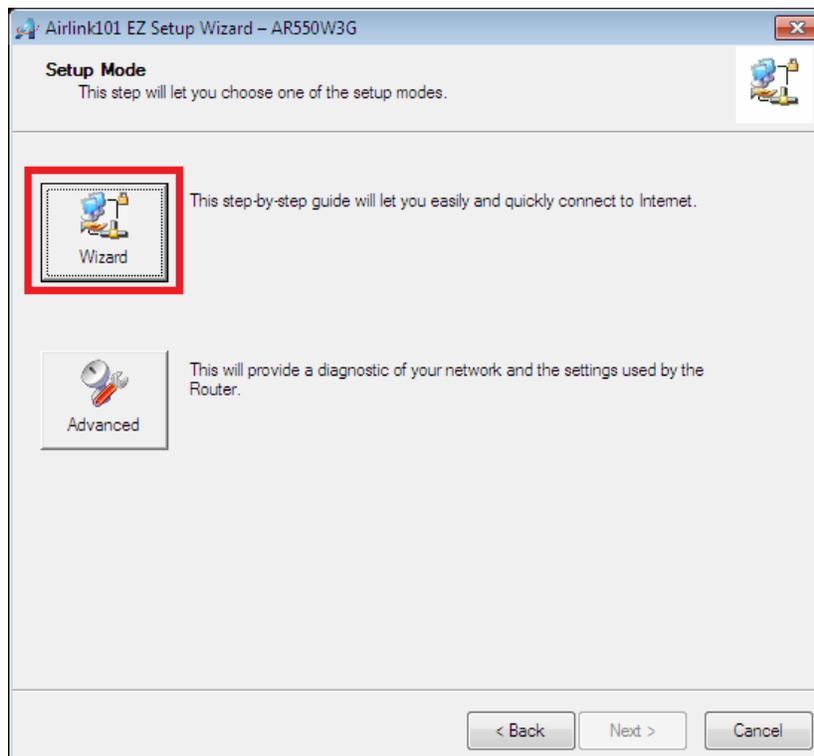 Airlink101 EZ Setup Wizard – AR550W3G
Setup Mode
This step will let you choose one of the setup modes.
This step-by-step guide will let you easily and quickly connect to Internet.
Wizard
This will provide a diagnostic of your network and the settings used by the
Router.
Advanced
< Back
Next >
Cancel